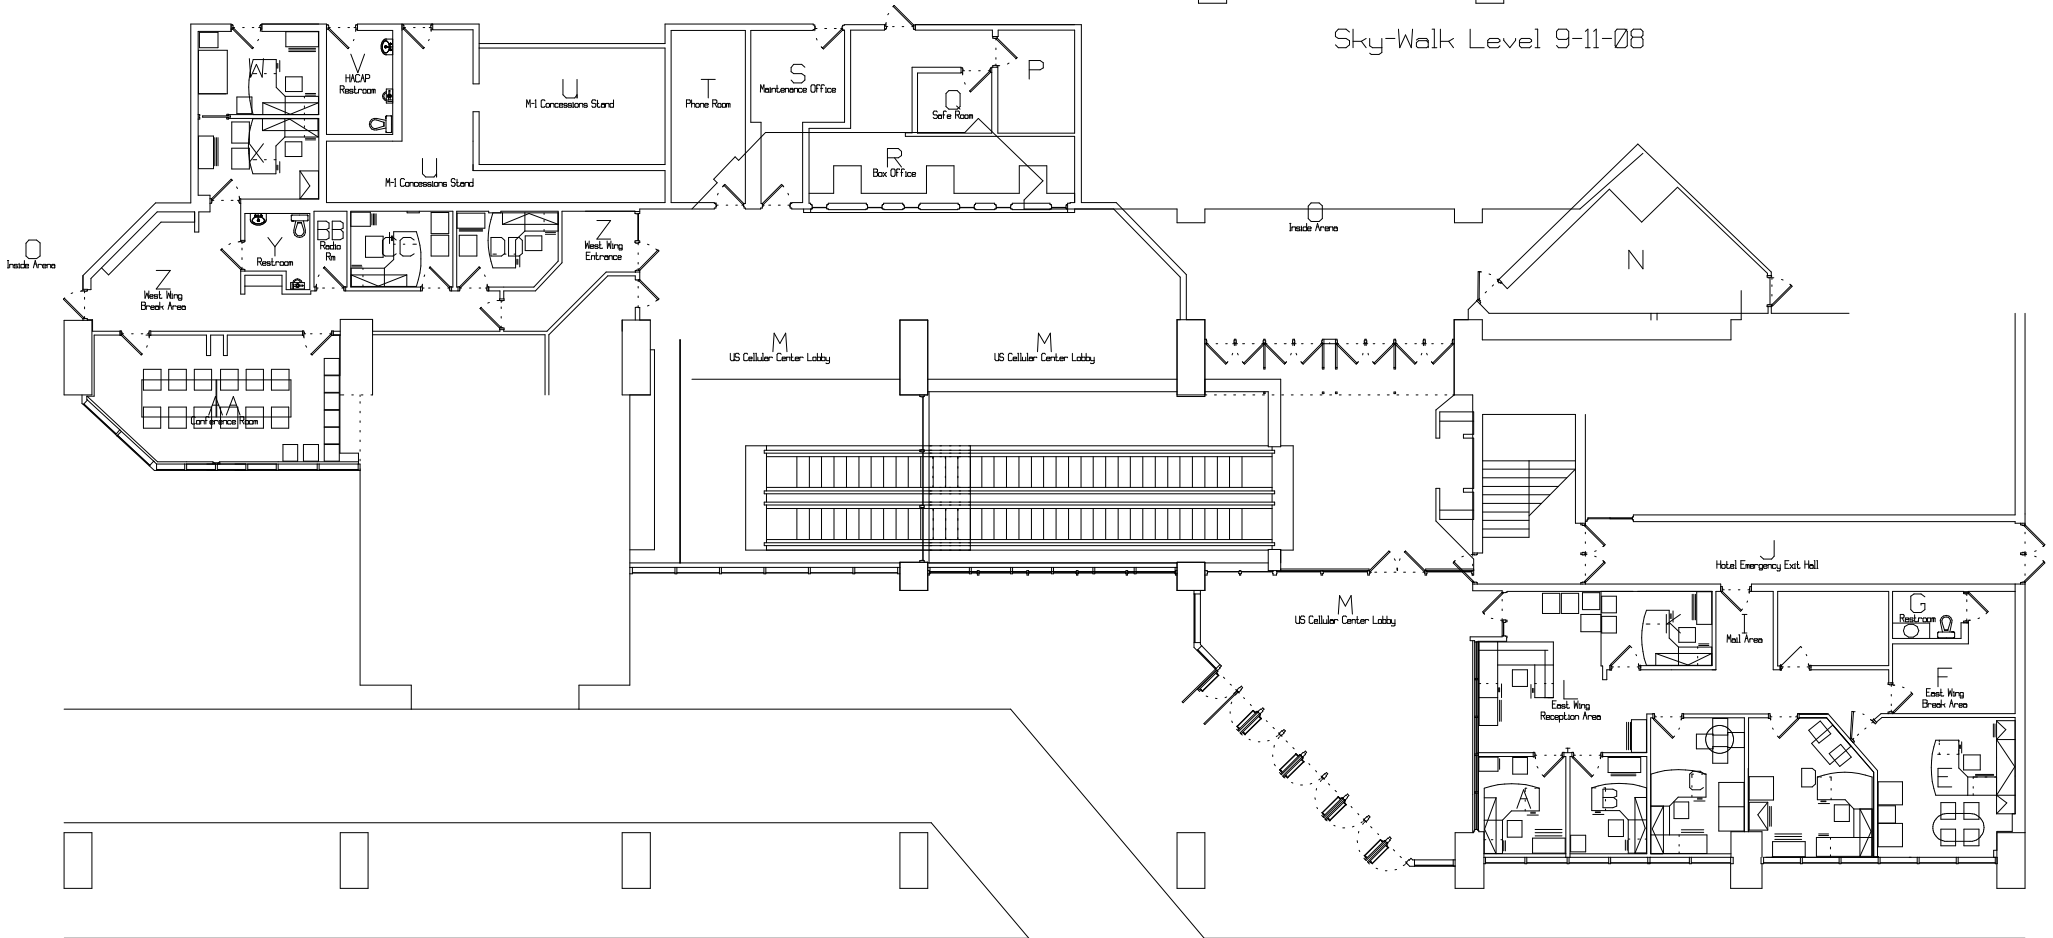 Sky-Walk Level 9-11-08
V
HACAP
Restroom
U
M-1 Concessions Stand
T
Phone Room
S
Maintenance Office
P
Q
Safe Room
X
U
M-1 Concessions Stand
R
Box Office
O
Inside Arena
O
Inside Arena
Y
Restroom
BB
Radio
Rm
CC
DD
Z
West Wing
Entrance
Z
West Wing
Break Area
N
M
US Cellular Center Lobby
M
US Cellular Center Lobby
AA
Conference Room
J
Hotel Emergency Exit Hall
M
US Cellular Center Lobby
K
I
Mail Area
G
Restroom
L
East Wing
Reception Area
F
East Wing
Break Area
A
B
C
D
E